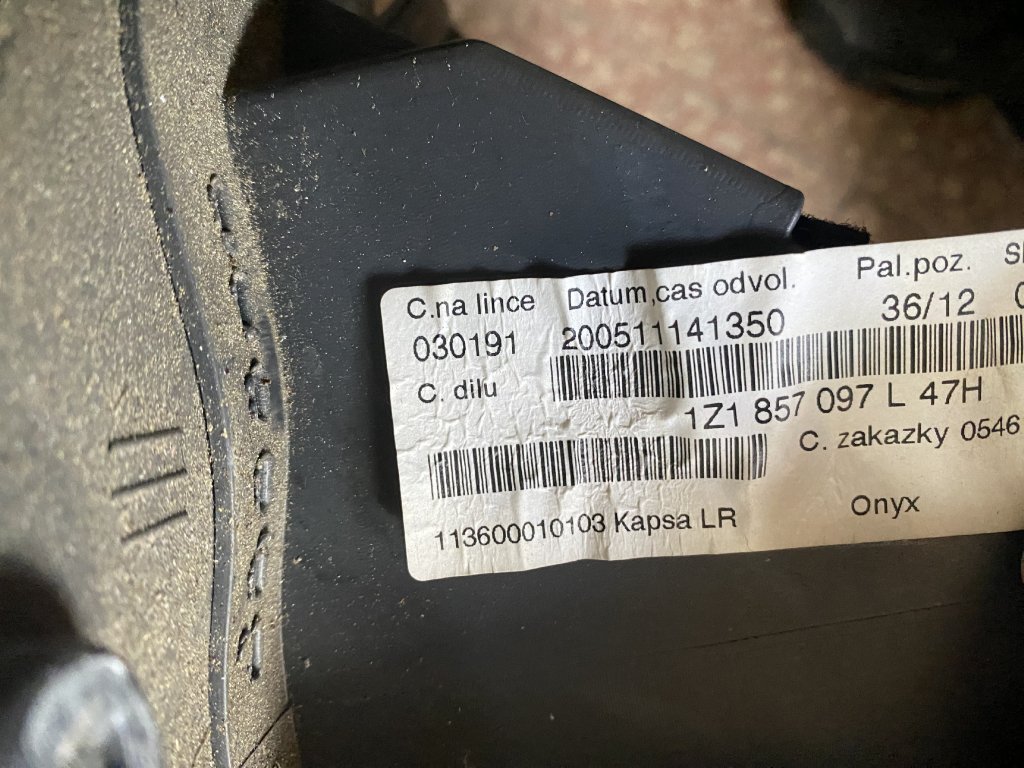 C.na lince Datum,cas odvol. Pal.poz.
030191 200511141350 36/12
C. dilu
1Z1 857 097 L 47H
C. zakazky 0546
113600010103 Kapsa LR Onyx